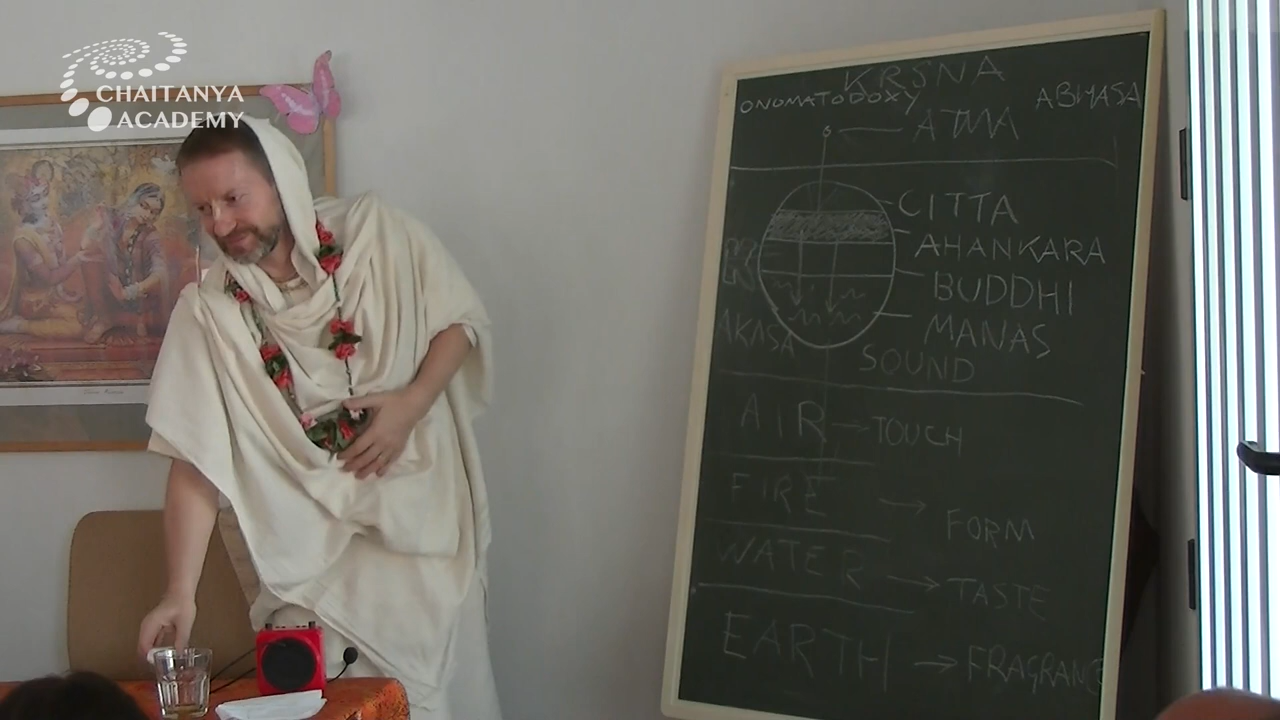 CHAITANYA
ACADEMY
KRSNA
ONOMATODOXY
ABHASA
ATMA
CITTA
AHANKARA
BUDDHI
MANAS
AKASA
SOUND
AIR → TOUCH
FIRE → FORM
WATER → TASTE
EARTH → FRAGRANCE